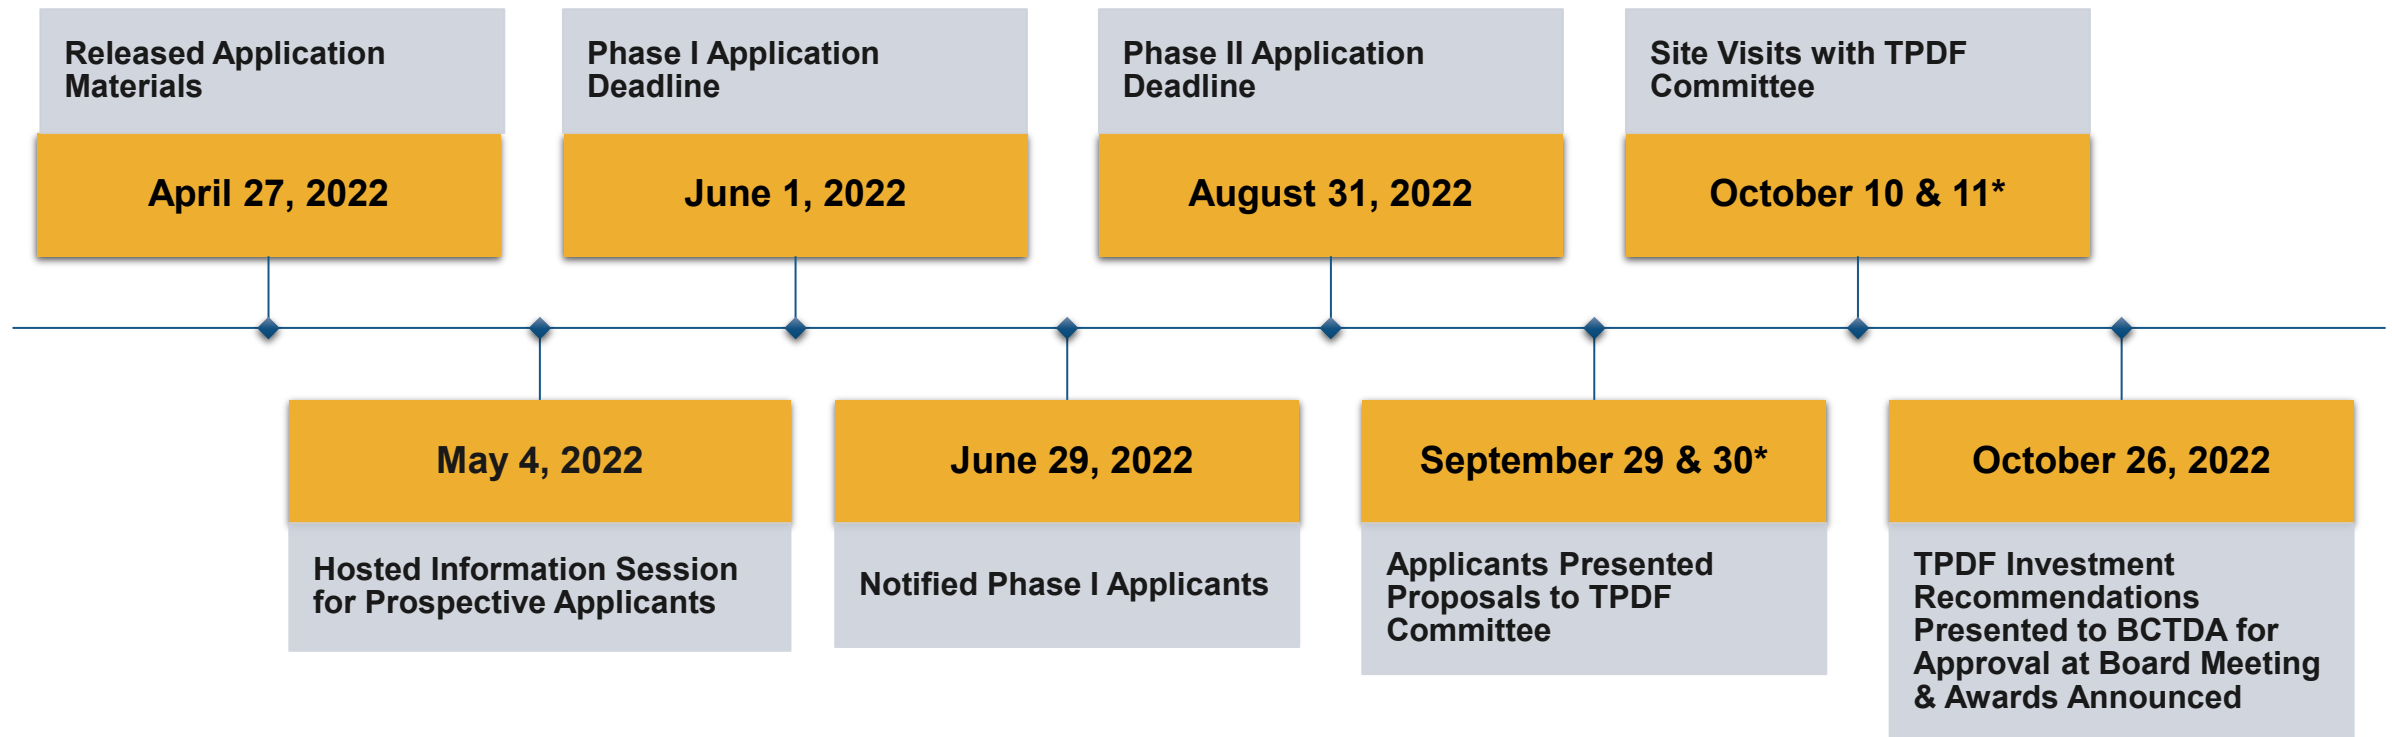 Released Application
Materials
April 27, 2022
Phase I Application
Deadline
June 1, 2022
Phase II Application
Deadline
August 31, 2022
Site Visits with TPDF
Committee
October 10 & 11*
May 4, 2022
Hosted Information Session
for Prospective Applicants
June 29, 2022
Notified Phase I Applicants
September 29 & 30*
Applicants Presented
Proposals to TPDF
Committee
October 26, 2022
TPDF Investment
Recommendations
Presented to BCTDA for
Approval at Board Meeting
& Awards Announced